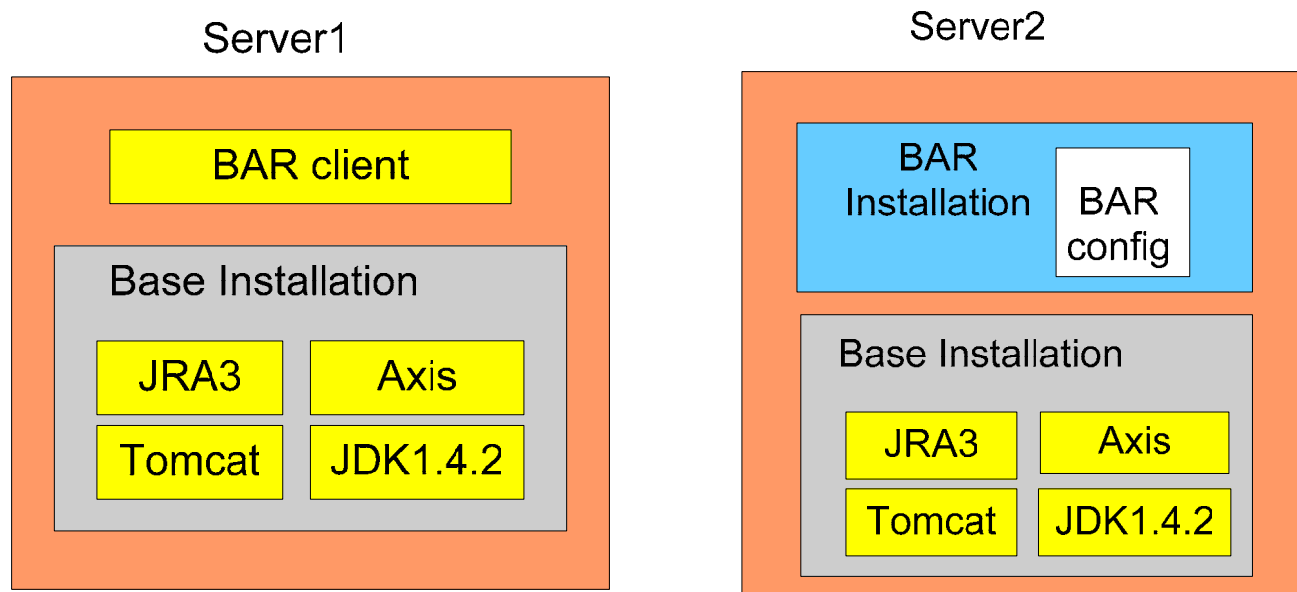 Server1
BAR client
Base Installation
JRA3
Axis
Tomcat
JDK1.4.2
Server2
BAR
Installation
BAR
config
Base Installation
JRA3
Axis
Tomcat
JDK1.4.2